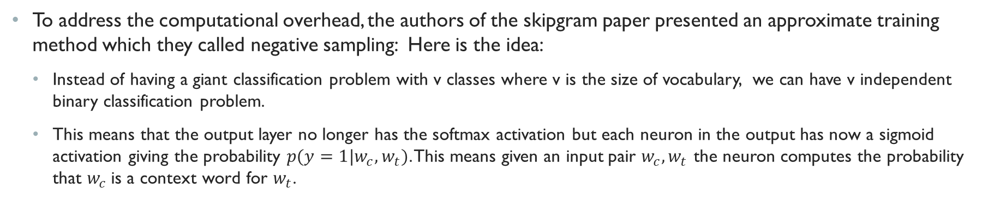 • To address the computational overhead, the authors of the skipgram paper presented an approximate training
method which they called negative sampling:  Here is the idea:
• Instead of having a giant classification problem with v classes where v is the size of vocabulary,  we can have v independent
binary classification problem.
• This means that the output layer no longer has the softmax activation but each neuron in the output has now a sigmoid
activation giving the probability p(y = 1|w_c, w_t). This means given an input pair w_c, w_t the neuron computes the probability
that w_c is a context word for w_t.